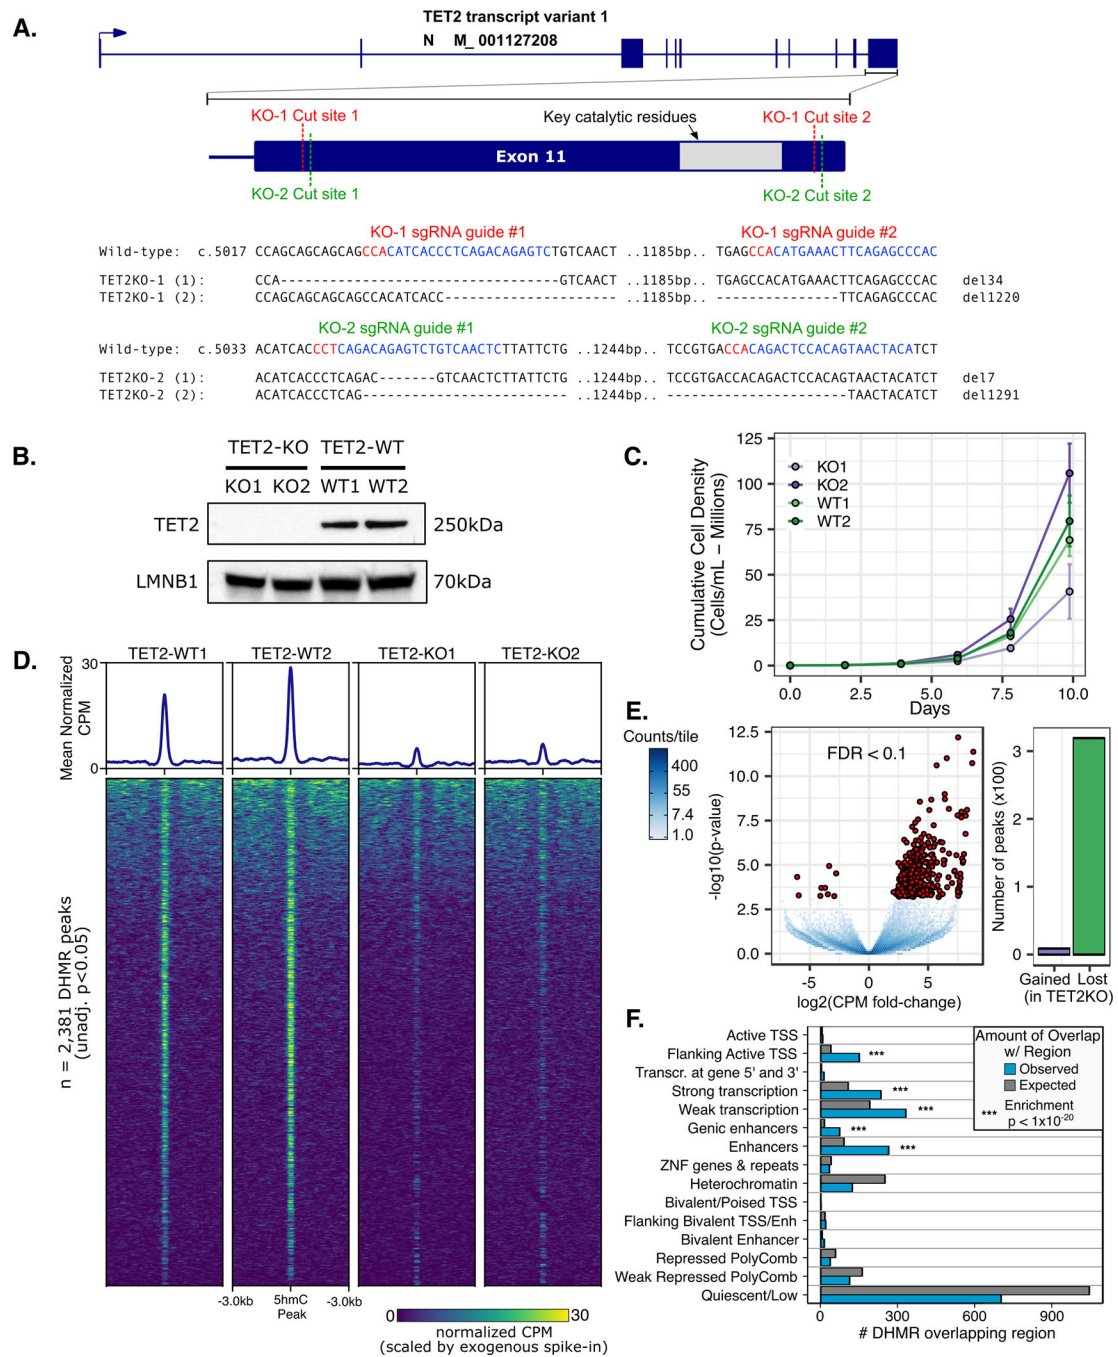 A.
TET2 transcript variant 1
N M_ 001127208
KO-1 Cut site 1
Key catalytic residues
KO-1 Cut site 2
Exon 11
KO-2 Cut site 1
KO-2 Cut site 2
KO-1 sgRNA guide #1
KO-1 sgRNA guide #2
Wild-type: c.5017 CCAGCAGCAGCAGCCACATCACCCTCAGACAGAGTCTGTCAACT ..1185bp.. TGAGCCACATGAAACTTCAGAGCCCAC
TET2KO-1 (1): CCA-----------------------------------GTCAACT ..1185bp.. TGAGCCACATGAAACTTCAGAGCCCAC del34
TET2KO-1 (2): CCAGCAGCAGCAGCCACATCACC---------------------- ..1185bp.. ----------------TTCAGAGCCCAC del1220
KO-2 sgRNA guide #1
KO-2 sgRNA guide #2
Wild-type: c.5033 ACATCACCCTCAGACAGAGTCTGTCAACTCTTATTCTG ..1244bp.. TCCGTGACCACAGACTCCACAGTAACTACATCT
TET2KO-2 (1): ACATCACCCTCAGAC-------GTCAACTCTTATTCTG ..1244bp.. TCCGTGACCACAGACTCCACAGTAACTACATCT del7
TET2KO-2 (2): ACATCACCCTCAG-------------------------- ..1244bp.. -----------------------TAACTACATCT del1291
B.
TET2-KO TET2-WT
KO1 KO2 WT1 WT2
TET2
250kDa
LMNB1
70kDa
C.
Cumulative Cell Density
(Cells/mL – Millions)
125
100
75
50
25
0
KO1
KO2
WT1
WT2
0.0 2.5 5.0 7.5 10.0
Days
D.
TET2-WT1 TET2-WT2 TET2-KO1 TET2-KO2
Mean Normalized
CPM
30
0
n = 2,381 DHMR peaks
(unadj. p<0.05)
-3.0kb 5hmC -3.0kb
Peak
0 30
normalized CPM
(scaled by exogenous spike-in)
E.
Counts/tile
400
55
7.4
1.0
-log10(p-value)
12.5
10.0
7.5
5.0
2.5
0.0
FDR < 0.1
-5 0 5
log2(CPM fold-change)
Number of peaks (x100)
3
2
1
0
Gained Lost
(in TET2KO)
F.
Active TSS
Flanking Active TSS
Transcr. at gene 5' and 3'
Strong transcription
Weak transcription
Genic enhancers
Enhancers
ZNF genes & repeats
Heterochromatin
Bivalent/Poised TSS
Flanking Bivalent TSS/Enh
Bivalent Enhancer
Repressed PolyComb
Weak Repressed PolyComb
Quiescent/Low
***
***
***
***
***
Amount of Overlap
w/ Region
Observed
Expected
*** Enrichment
p < 1x10-20
0 300 600 900
# DHMR overlapping region